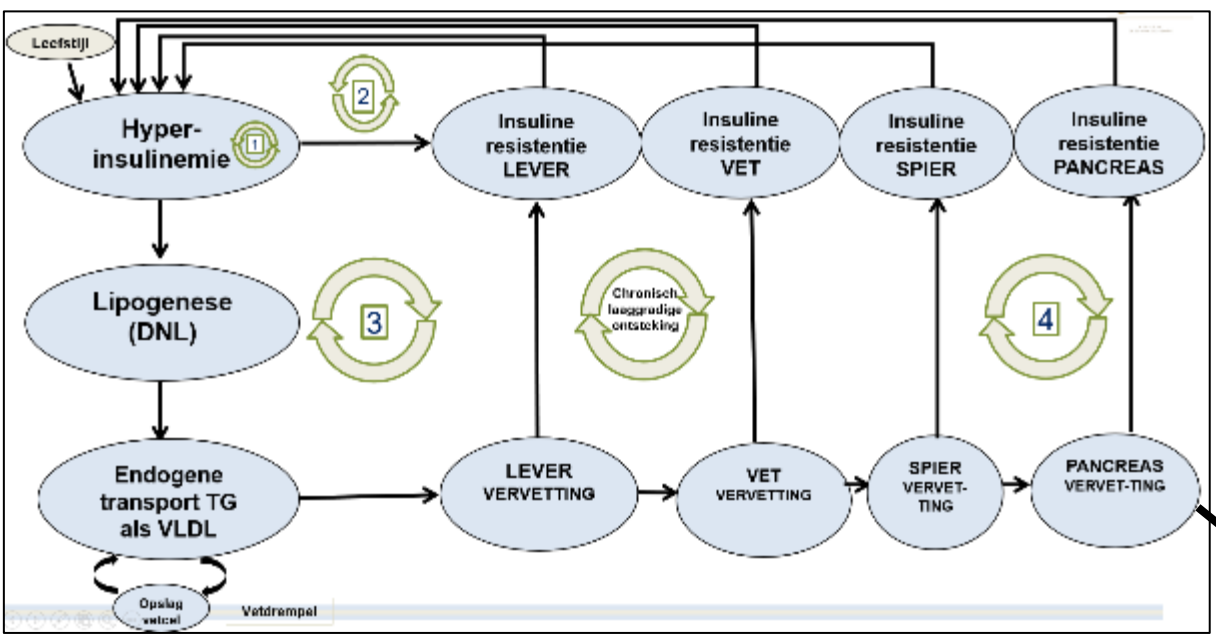 Leefstijl
Hyper-
insulinemie
1
2
Insuline
resistentie
LEVER
Insuline
resistentie
VET
Insuline
resistentie
SPIER
Insuline
resistentie
PANCREAS
Lipogenese
(DNL)
3
Chronisch
laaggradige
ontsteking
4
Endogene
transport TG
als VLDL
LEVER
VERVETTING
VET
VERVETTING
SPIER
VERVET-
TING
PANCREAS
VERVET-TING
Opslag
vetcel
Vetdrempel